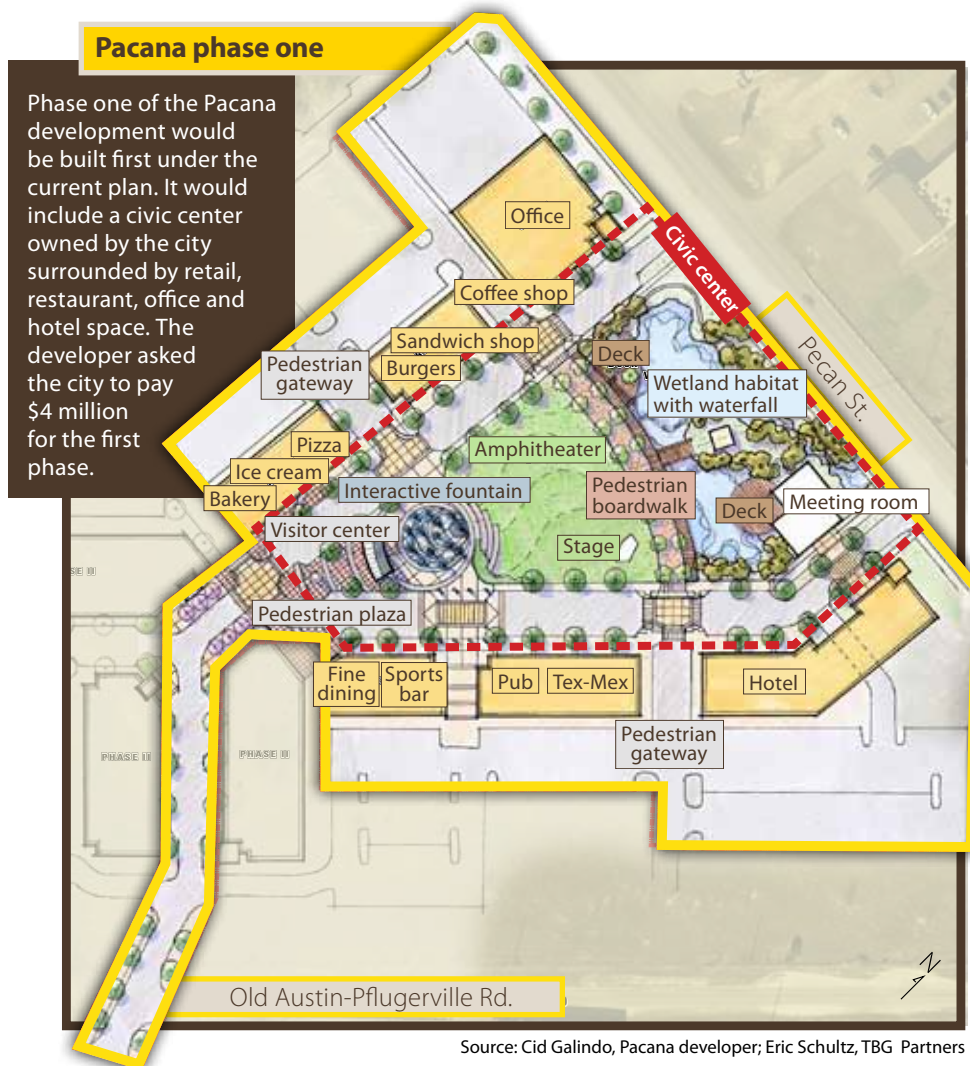 Pacana phase one
Phase one of the Pacana
development would
be built first under the
current plan. It would
include a civic center
owned by the city
surrounded by retail,
restaurant, office and
hotel space. The
developer asked
the city to pay
$4 million
for the first
phase.
Office
Civic center
Coffee shop
Sandwich shop
Burgers
Pedestrian
gateway
Deck
Wetland habitat
with waterfall
Pecan St.
Pizza
Ice cream
Bakery
Amphitheater
Interactive fountain
Pedestrian
boardwalk
Deck
Meeting room
Visitor center
Stage
Pedestrian plaza
Fine
dining
Sports
bar
Pub
Tex-Mex
Hotel
Pedestrian
gateway
PHASE II
PHASE II
N
Old Austin-Pflugerville Rd.
Source: Cid Galindo, Pacana developer; Eric Schultz, TBG Partners